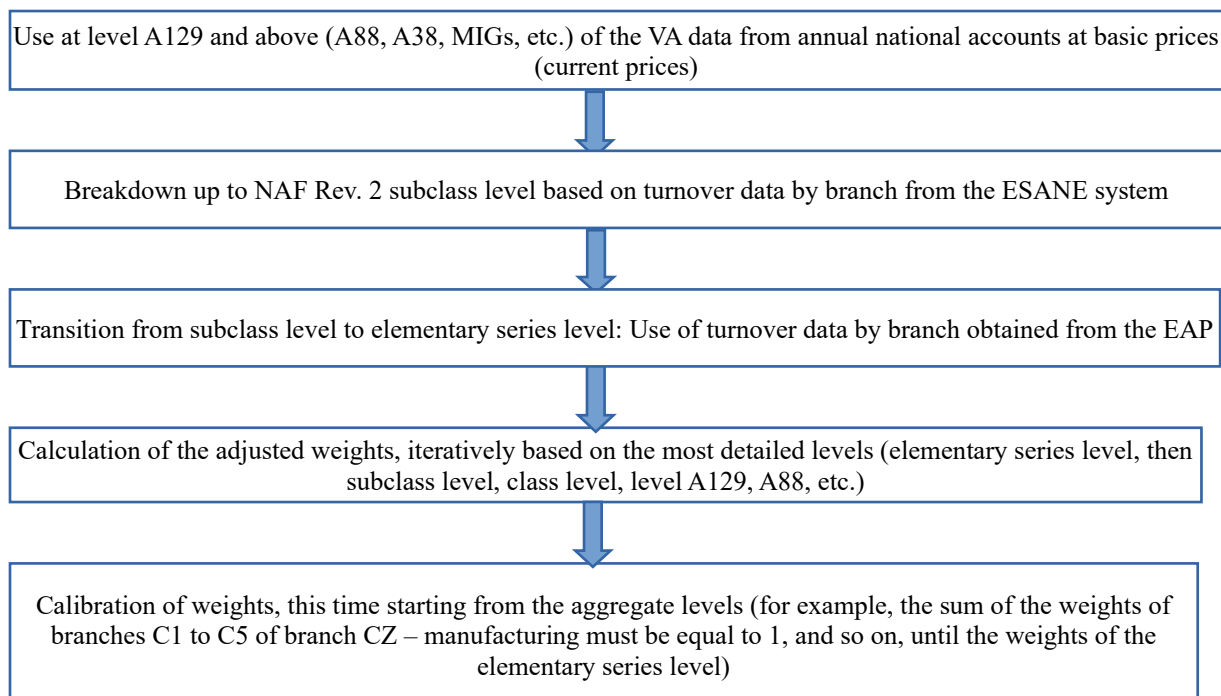 Use at level A129 and above (A88, A38, MIGs, etc.) of the VA data from annual national accounts at basic prices
(current prices)
Breakdown up to NAF Rev. 2 subclass level based on turnover data by branch from the ESANE system
Transition from subclass level to elementary series level: Use of turnover data by branch obtained from the EAP
Calculation of the adjusted weights, iteratively based on the most detailed levels (elementary series level, then
subclass level, class level, level A129, A88, etc.)
Calibration of weights, this time starting from the aggregate levels (for example, the sum of the weights of
branches C1 to C5 of branch CZ – manufacturing must be equal to 1, and so on, until the weights of the
elementary series level)